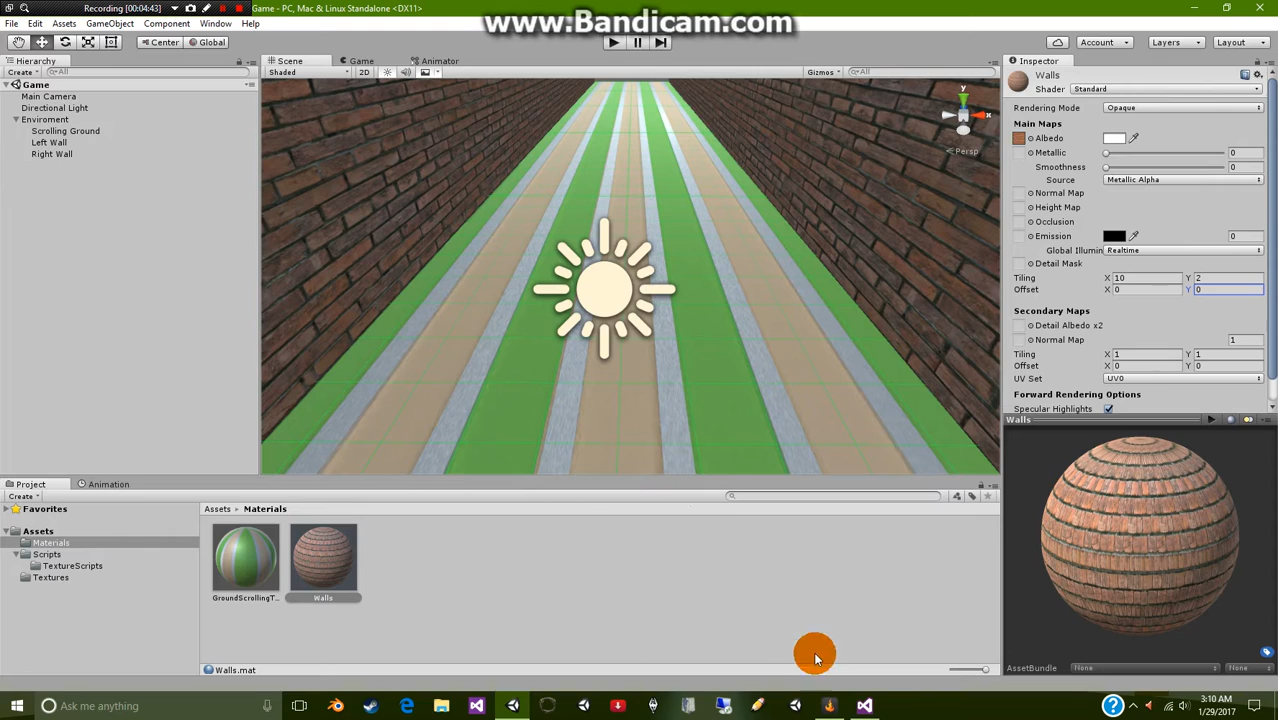 Recording [00:04:43]
Game - PC, Mac & Linux Standalone <DX11>
www.Bandicam.com
File Edit Assets GameObject Component Window Help
Center Global Account Layers Layout
Hierarchy
Create All
Game
Main Camera
Directional Light
Enviroment
Scrolling Ground
Left Wall
Right Wall
Scene Game Animator
Shaded 2D Gizmos All
y
x
Persp
Inspector
Walls
Shader Standard
Rendering Mode Opaque
Main Maps
Albedo
Metallic 0
Smoothness 0
Source Metallic Alpha
Normal Map
Height Map
Occlusion
Emission 0
Global Illumin Realtime
Detail Mask
Tiling X 10 Y 2
Offset X 0 Y 0
Secondary Maps
Detail Albedo x2
Normal Map 1
Tiling X 1 Y 1
Offset X 0 Y 0
UV Set UV0
Forward Rendering Options
Specular Highlights
Walls
AssetBundle None None
Project Animation
Create
Favorites
Assets
Materials
Scripts
TextureScripts
Textures
Assets Materials
GroundScrollingT...
Walls
Walls.mat
Ask me anything
3:10 AM
1/29/2017